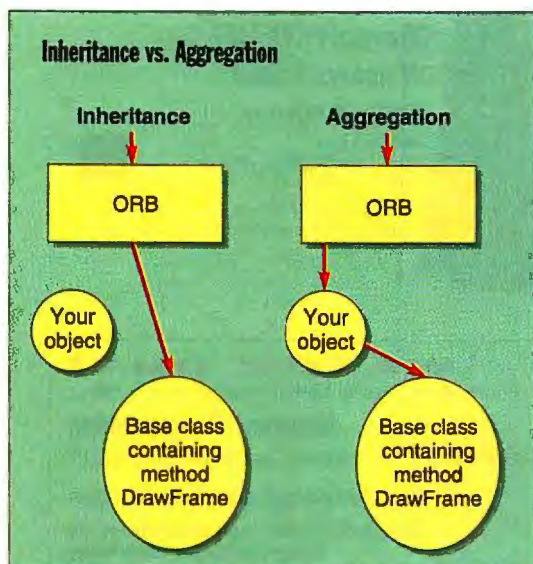 Inheritance vs. Aggregation
Inheritance
ORB
Your
object
Base class
containing
method
DrawFrame
Aggregation
ORB
Your
object
Base class
containing
method
DrawFrame